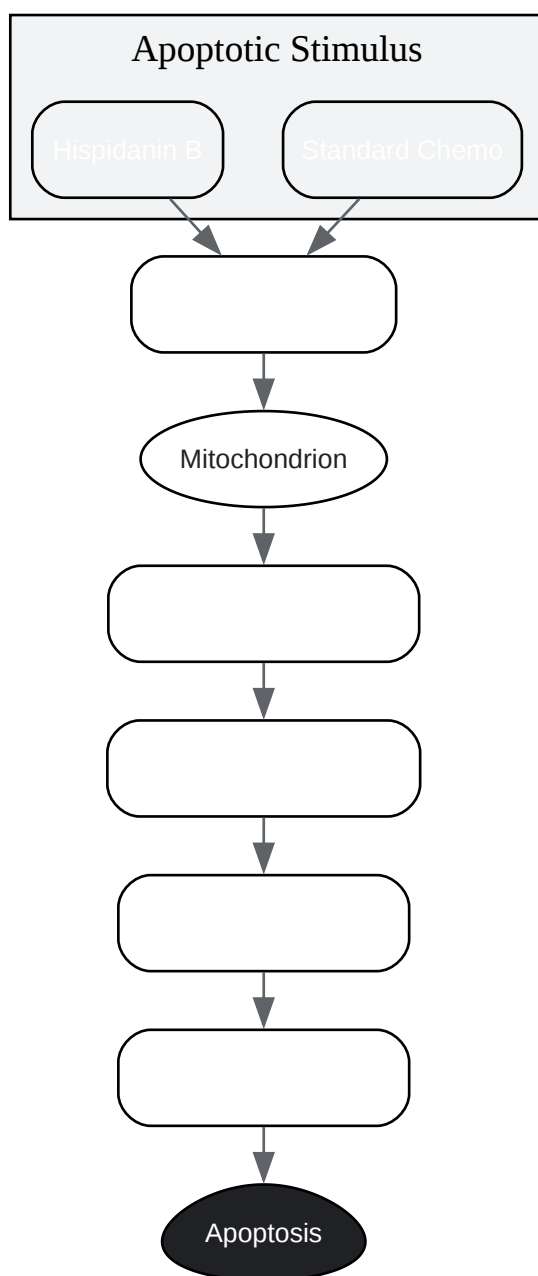 Apoptotic Stimulus
Hispidanin B
Standard Chemo
Mitochondrion
Apoptosis